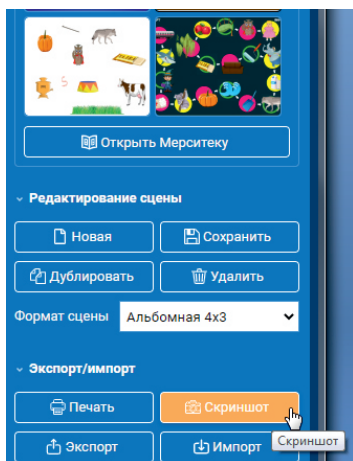 5
Открыть Мерситеку
Редактирование сцены
Новая
Сохранить
Дублировать
Удалить
Формат сцены Альбомная 4x3
Экспорт/импорт
Печать
Скриншот
Экспорт
Импорт
Скриншот